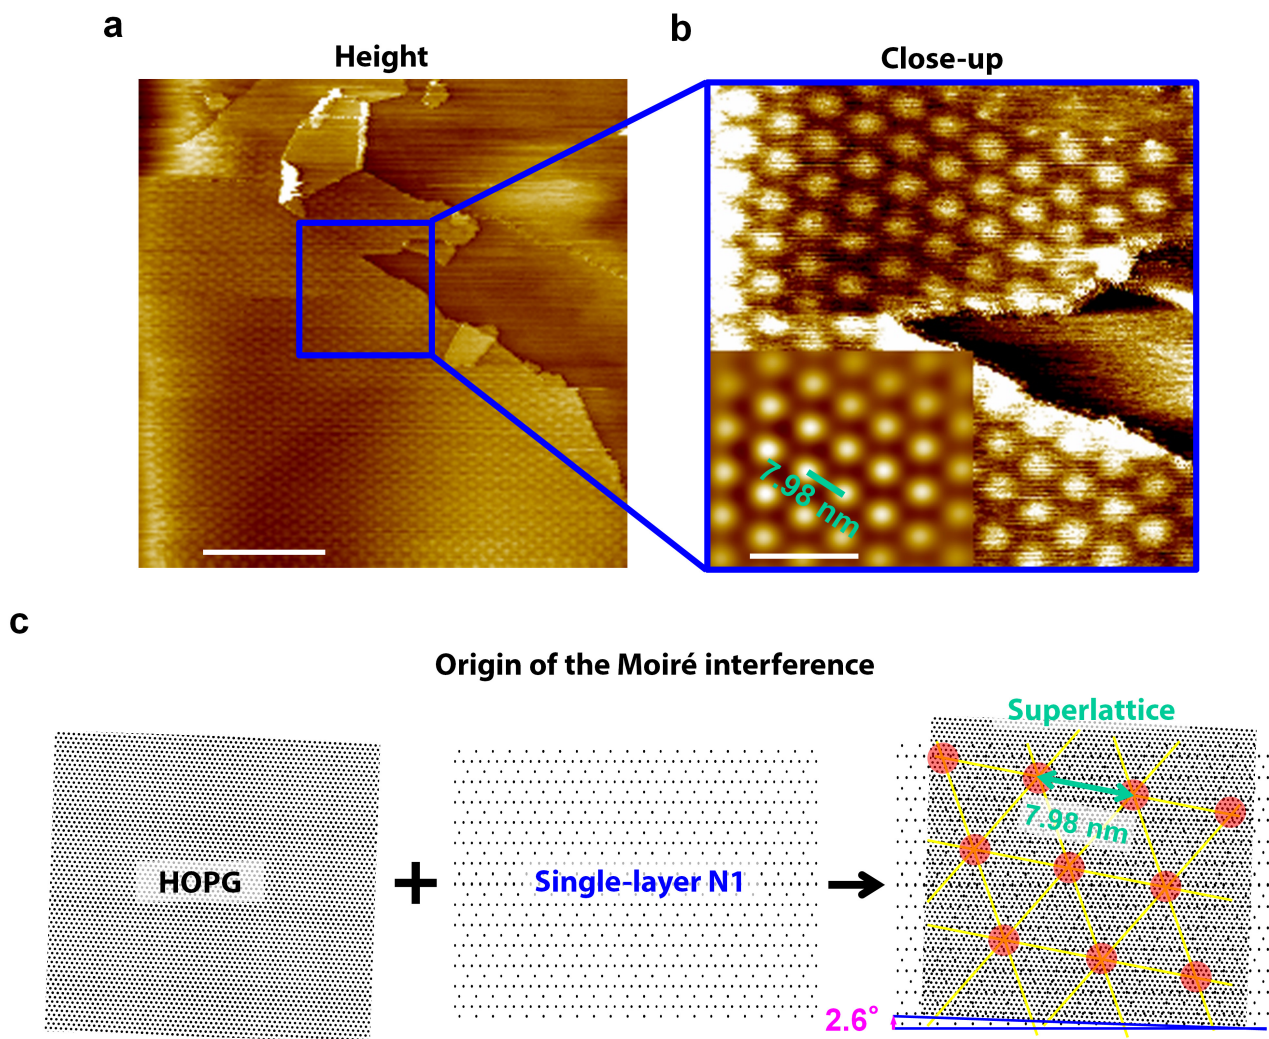 a
Height
b
Close-up
7.98 nm
c
Origin of the Moiré interference
HOPG
+
Single-layer N1
Superlattice
7.98 nm
2.6°